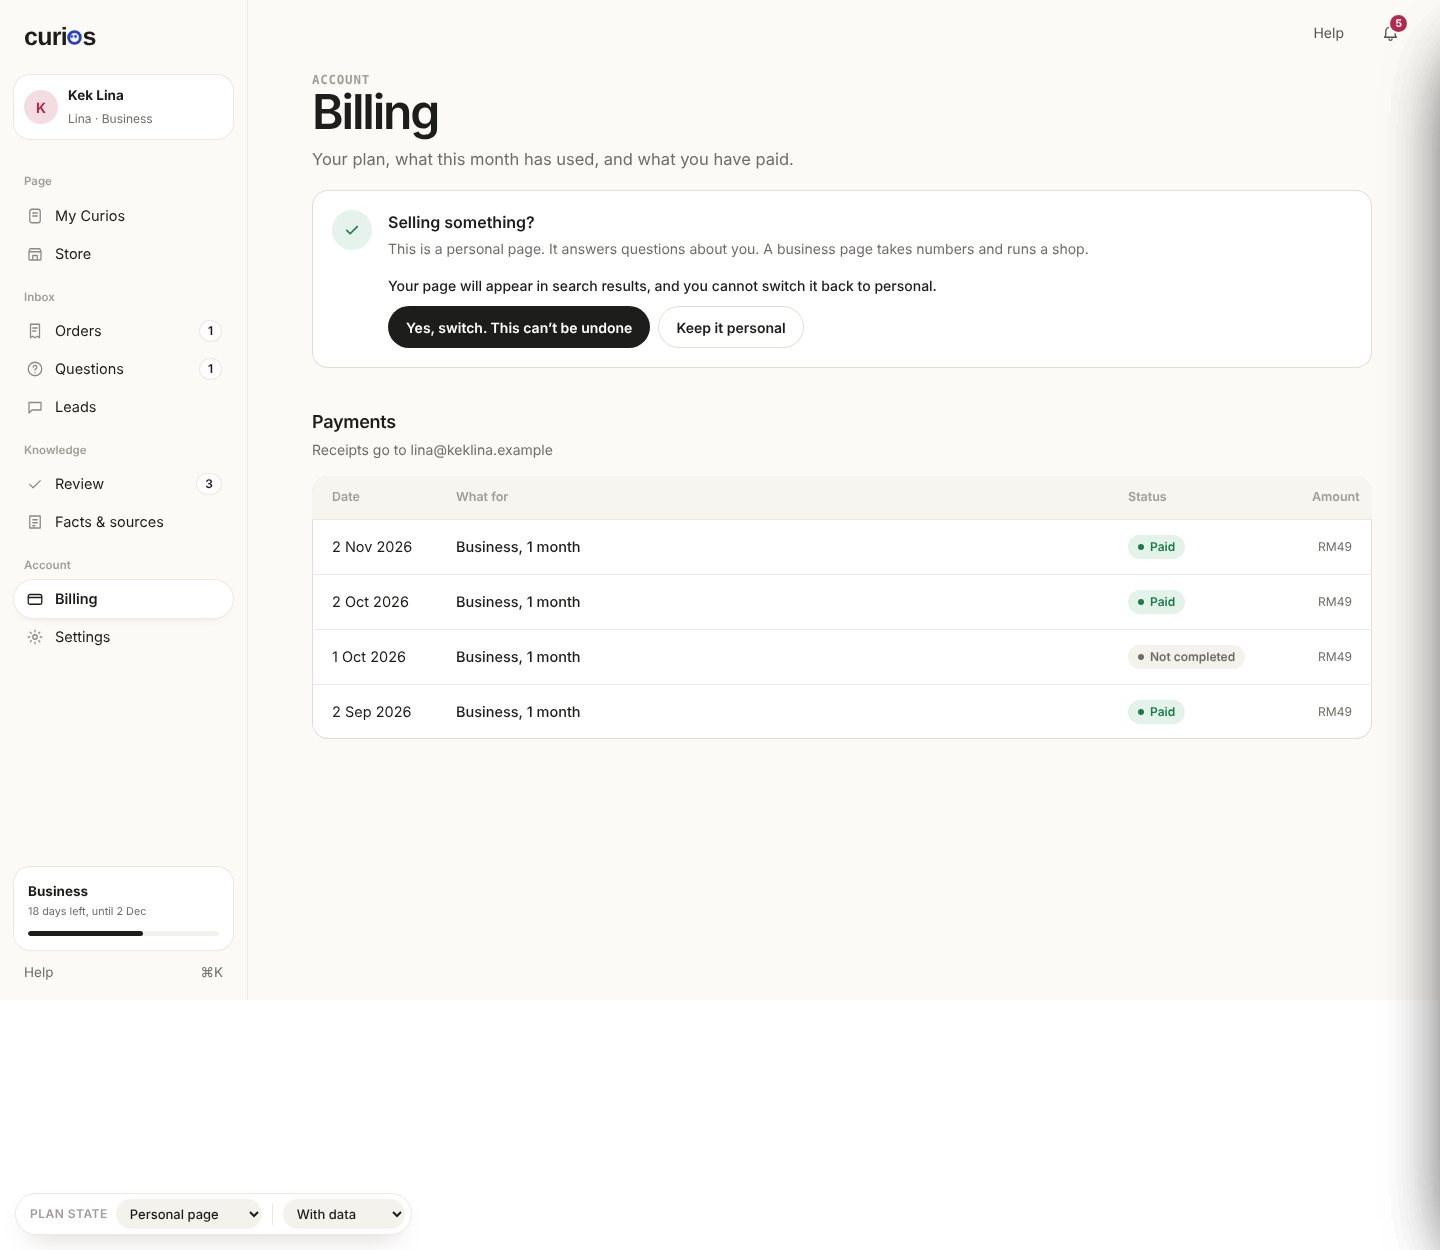 curios
Kek Lina
K
Lina · Business
Page
My Curios
Store
Inbox
Orders 1
Questions 1
Leads
Knowledge
Review 3
Facts & sources
Account
Billing
Settings
Business
18 days left, until 2 Dec
Help ⌘K
Help 5
ACCOUNT
Billing
Your plan, what this month has used, and what you have paid.
Selling something?
This is a personal page. It answers questions about you. A business page takes numbers and runs a shop.
Your page will appear in search results, and you cannot switch it back to personal.
Yes, switch. This can’t be undone Keep it personal
Payments
Receipts go to lina@keklina.example
Date What for Status Amount
2 Nov 2026 Business, 1 month Paid RM49
2 Oct 2026 Business, 1 month Paid RM49
1 Oct 2026 Business, 1 month Not completed RM49
2 Sep 2026 Business, 1 month Paid RM49
PLAN STATE Personal page With data